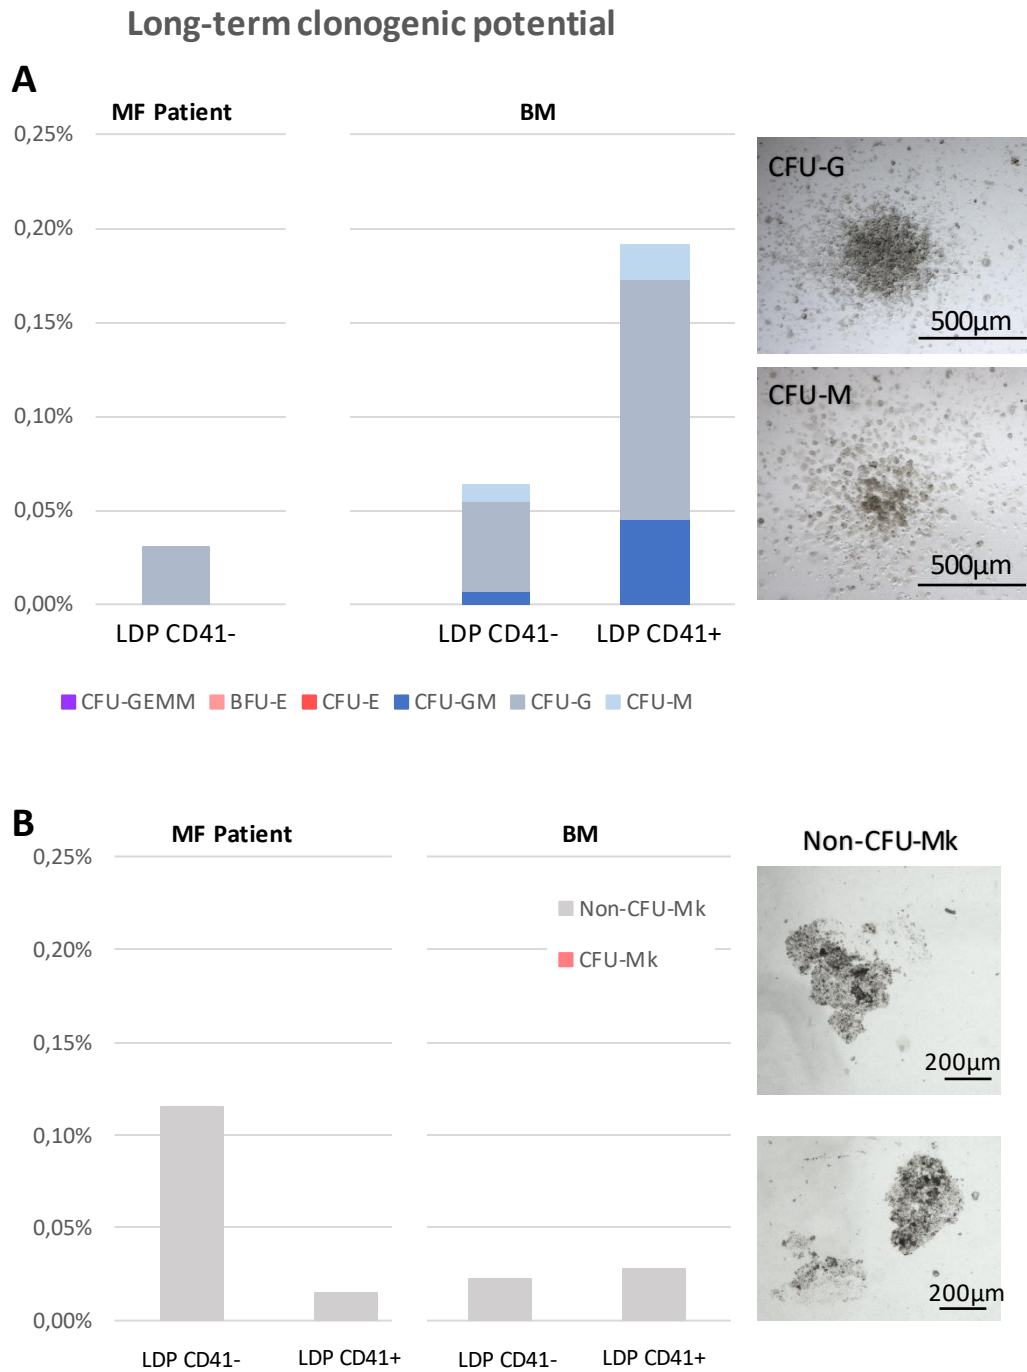 Long-term clonogenic potential
A
MF Patient
BM
0,25%
0,20%
0,15%
0,10%
0,05%
0,00%
LDP CD41-
LDP CD41-
LDP CD41+
CFU-G
500µm
CFU-M
500µm
CFU-GEMM BFU-E CFU-E CFU-GM CFU-G CFU-M
B
MF Patient
BM
Non-CFU-Mk
0,25%
0,20%
0,15%
0,10%
0,05%
0,00%
Non-CFU-Mk
CFU-Mk
LDP CD41-
LDP CD41+
LDP CD41-
LDP CD41+
200µm
200µm